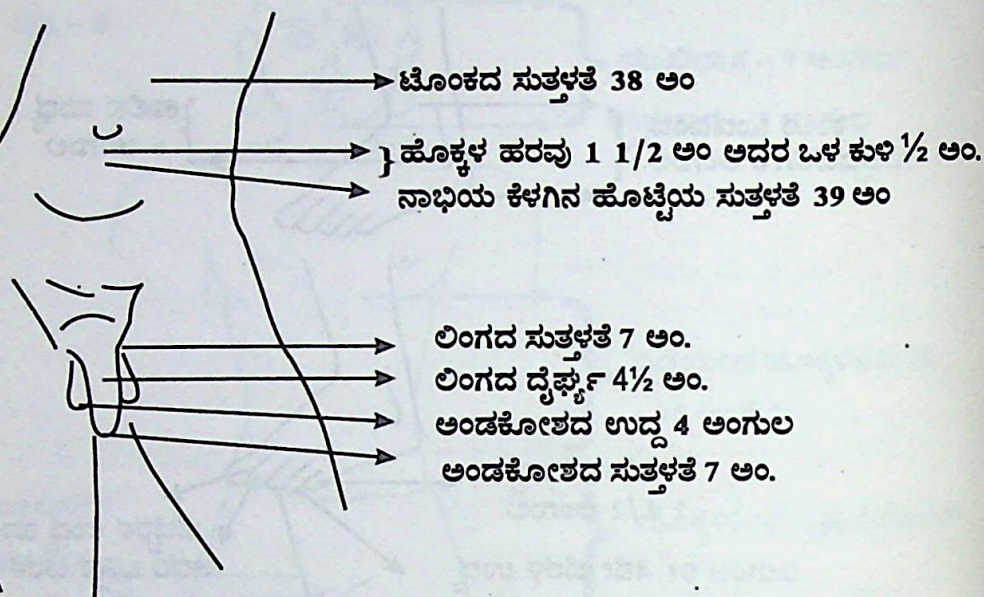 ಟೊಂಕದ ಸುತ್ತಳತೆ 38 ಅಂ
ಹೊಕ್ಕಳ ಹರವು 1 1/2 ಅಂ ಅದರ ಒಳ ಕುಳಿ ½ ಅಂ.
ನಾಭಿಯ ಕೆಳಗಿನ ಹೊಟ್ಟೆಯ ಸುತ್ತಳತೆ 39 ಅಂ
ಲಿಂಗದ ಸುತ್ತಳತೆ 7 ಅಂ.
ಲಿಂಗದ ದೈರ್ಘ್ಯ 4½ ಅಂ.
ಅಂಡಕೋಶದ ಉದ್ದ 4 ಅಂಗುಲ
ಅಂಡಕೋಶದ ಸುತ್ತಳತೆ 7 ಅಂ.